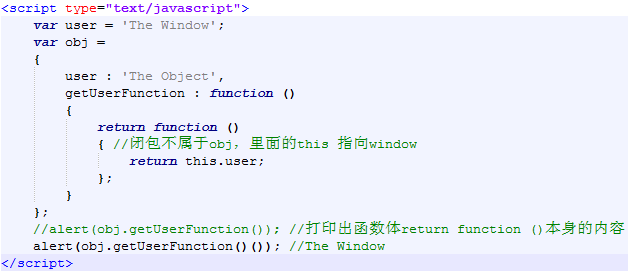 <script type="text/javascript">
    var user = 'The Window';
    var obj =
    {
        user : 'The Object',
        getUserFunction : function ()
        {
            return function ()
            { //闭包不属于obj，里面的this 指向window
                return this.user;
            };
        }
    };
    //alert(obj.getUserFunction()); //打印出函数体return function ()本身的内容
    alert(obj.getUserFunction()()); //The Window
</script>